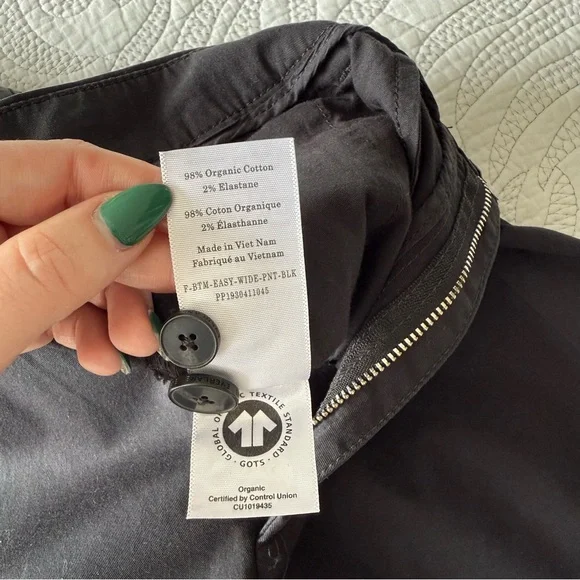 98% Organic Cotton
2% Elastane
98% Coton Organique
2% Élasthanne
Made in Viet Nam
Fabriqué au Vietnam
F-BTM-EASY-WIDE-PNT-BLK
PP1930411045
GLOBAL TEXTILE STANDARD
· GOTS ·
Organic
Certified by Control Union
CU1019435